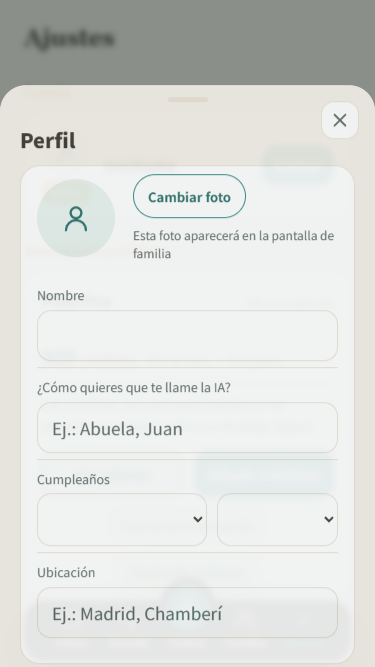 Ajustes
Perfil
Cambiar foto
Esta foto aparecerá en la pantalla de
familia
Nombre
¿Cómo quieres que te llame la IA?
Ej.: Abuela, Juan
Cumpleaños
Ubicación
Ej.: Madrid, Chamberí